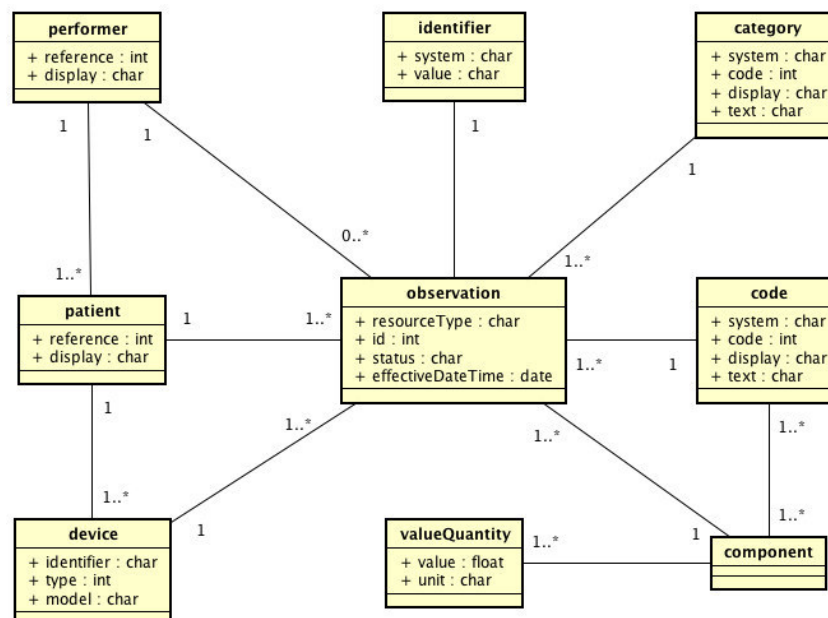 performer
+ reference : int
+ display : char
identifier
+ system : char
+ value : char
category
+ system : char
+ code : int
+ display : char
+ text : char
1
1
1
1
0..*
1..*
1..*
patient
+ reference : int
+ display : char
1
1..*
observation
+ resourceType : char
+ id : int
+ status : char
+ effectiveDateTime : date
1..*
1
code
+ system : char
+ code : int
+ display : char
+ text : char
1
1..*
1..*
1..*
1..*
1
1..*
1
1..*
device
+ identifier : char
+ type : int
+ model : char
valueQuantity
+ value : float
+ unit : char
component